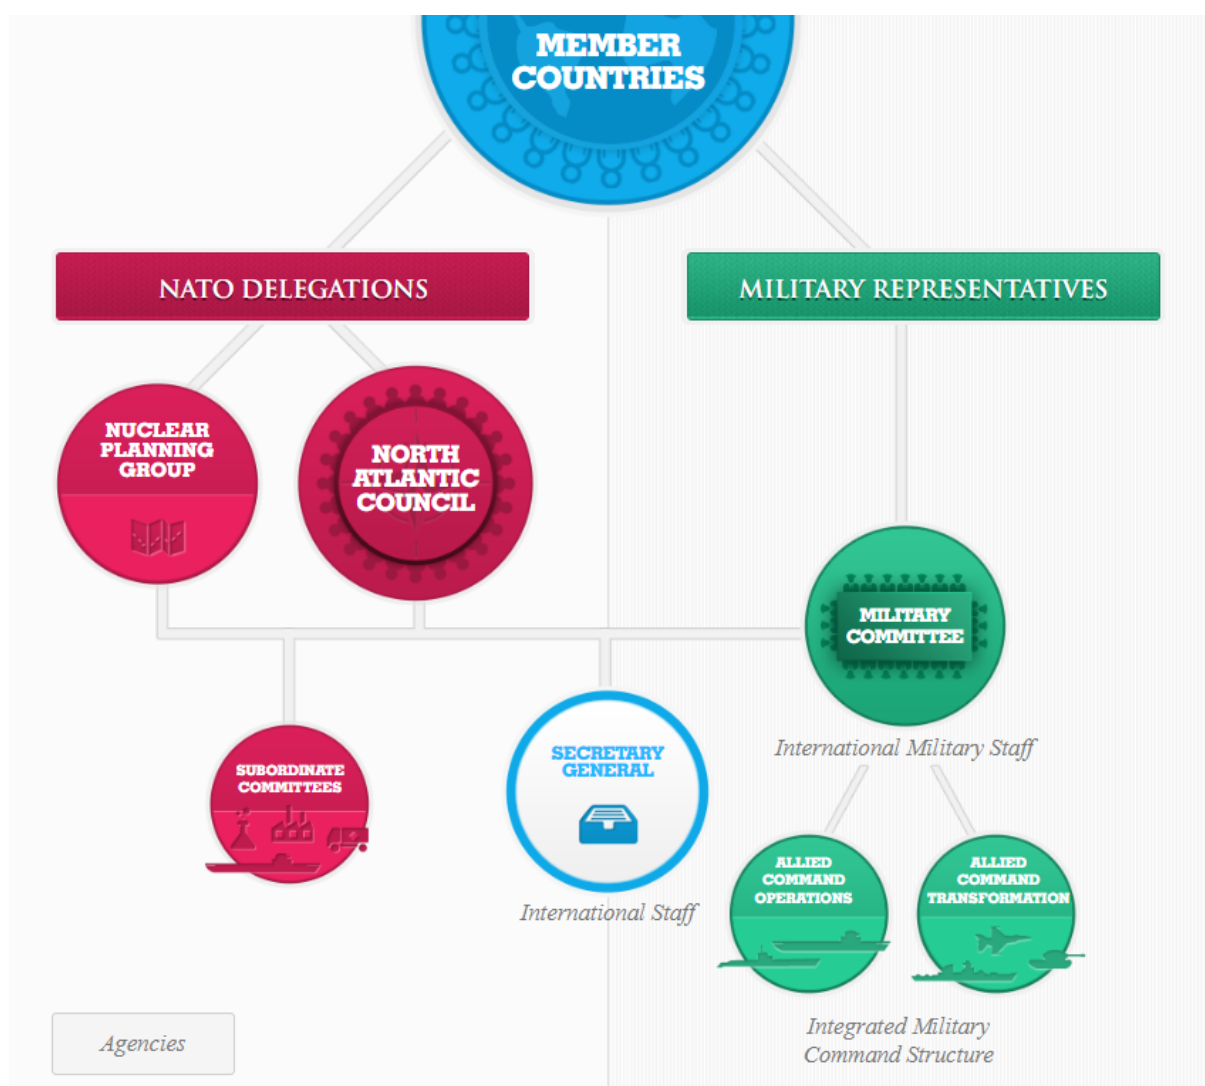 MEMBER
COUNTRIES
NATO DELEGATIONS
MILITARY REPRESENTATIVES
NUCLEAR
PLANNING
GROUP
NORTH
ATLANTIC
COUNCIL
MILITARY
COMMITTEE
International Military Staff
SUBORDINATE
COMMITTEES
SECRETARY
GENERAL
International Staff
ALLIED
COMMAND
OPERATIONS
ALLIED
COMMAND
TRANSFORMATION
Integrated Military
Command Structure
Agencies